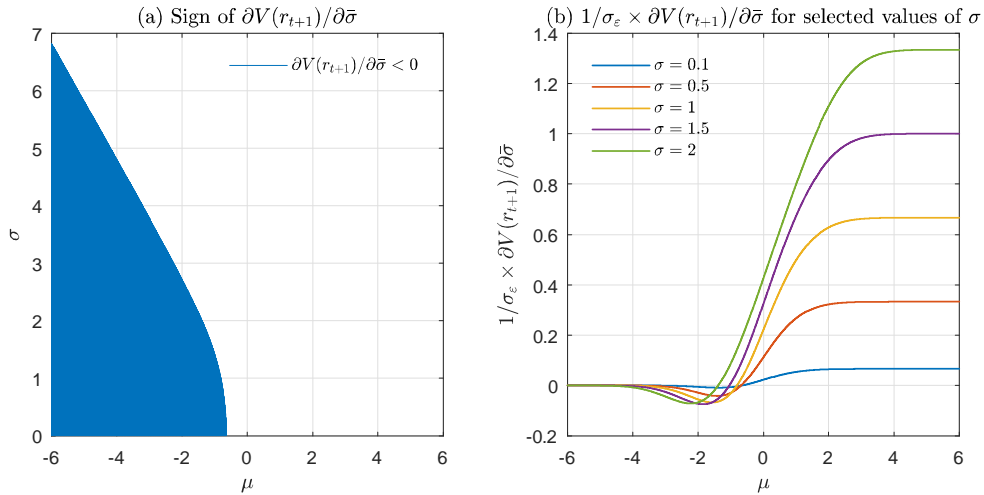 (a) Sign of ∂V(r_{t+1})/∂σ̄
7
6
5
4
3
2
1
0
σ
∂V(r_{t+1})/∂σ̄ < 0
-6 -4 -2 0 2 4 6
μ
(b) 1/σ_ε × ∂V(r_{t+1})/∂σ̄ for selected values of σ
1.4
1.2
1
0.8
0.6
0.4
0.2
0
-0.2
1/σ_ε × ∂V(r_{t+1})/∂σ̄
σ = 0.1
σ = 0.5
σ = 1
σ = 1.5
σ = 2
-6 -4 -2 0 2 4 6
μ